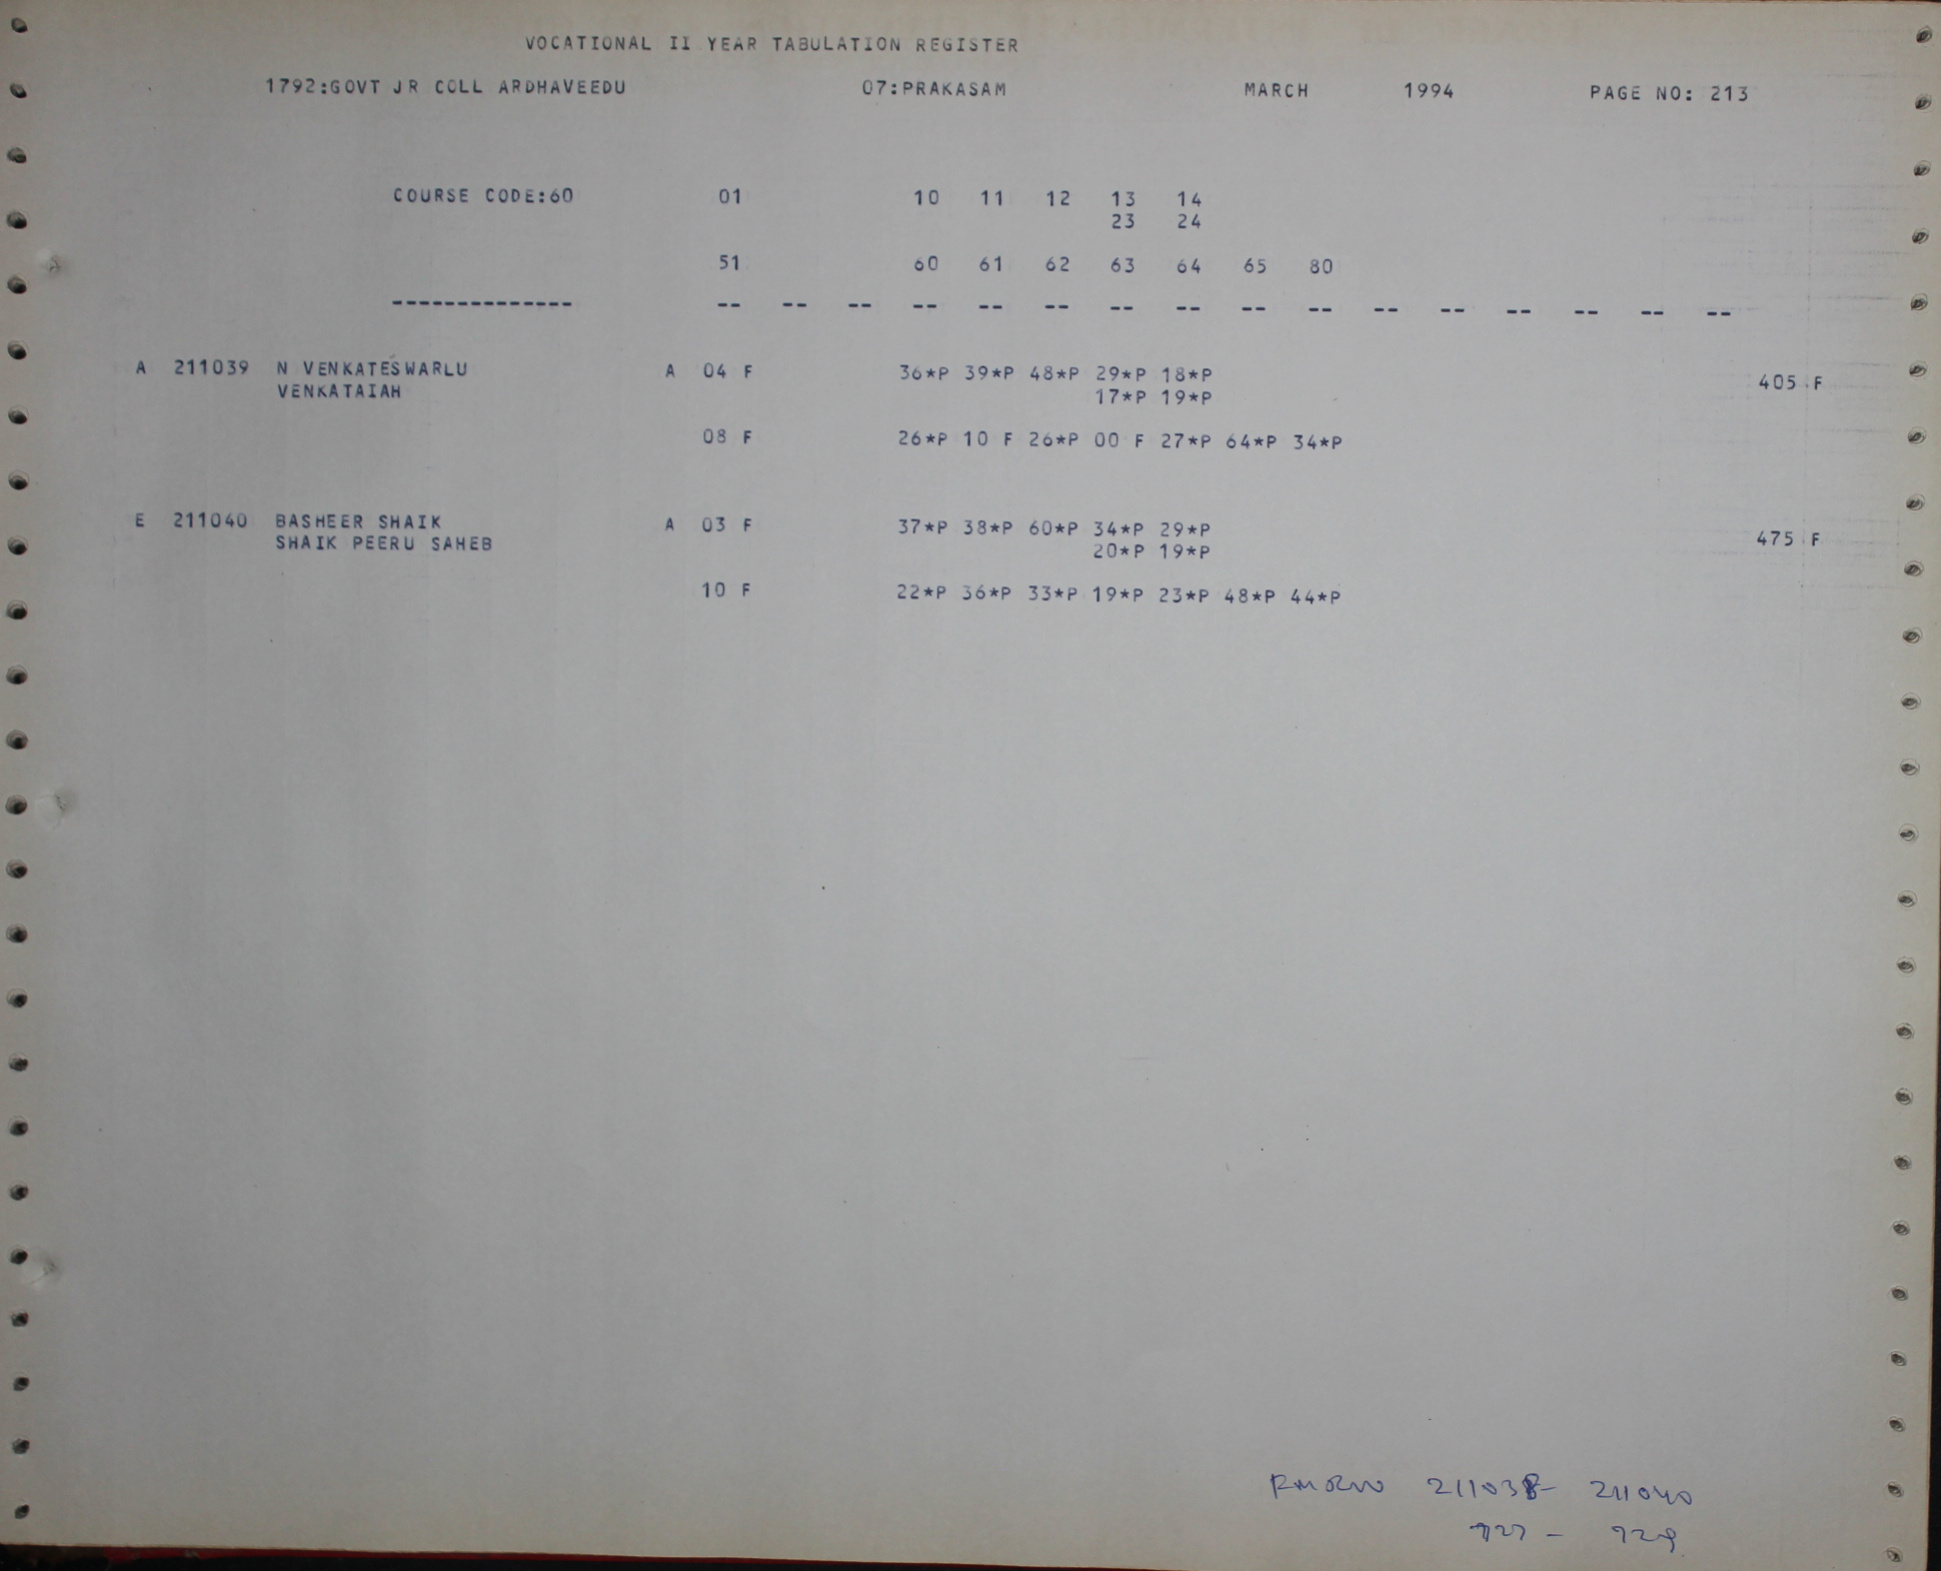 VOCATIONAL II YEAR TABULATION REGISTER
1792:GOVT JR COLL ARDHAVEEDU 07:PRAKASAM MARCH 1994 PAGE NO: 213
COURSE CODE:60 01 10 11 12 13 14
23 24
51 60 61 62 63 64 65 80
-------------- -- -- -- -- -- -- -- -- -- -- -- -- -- -- -- --
A 211039 N VENKATESWARLU A 04 F 36*P 39*P 48*P 29*P 18*P
VENKATAIAH 17*P 19*P 405 F
08 F 26*P 10 F 26*P 00 F 27*P 64*P 34*P
E 211040 BASHEER SHAIK A 03 F 37*P 38*P 60*P 34*P 29*P
SHAIK PEERU SAHEB 20*P 19*P 475 F
10 F 22*P 36*P 33*P 19*P 23*P 48*P 44*P
211038- 211040